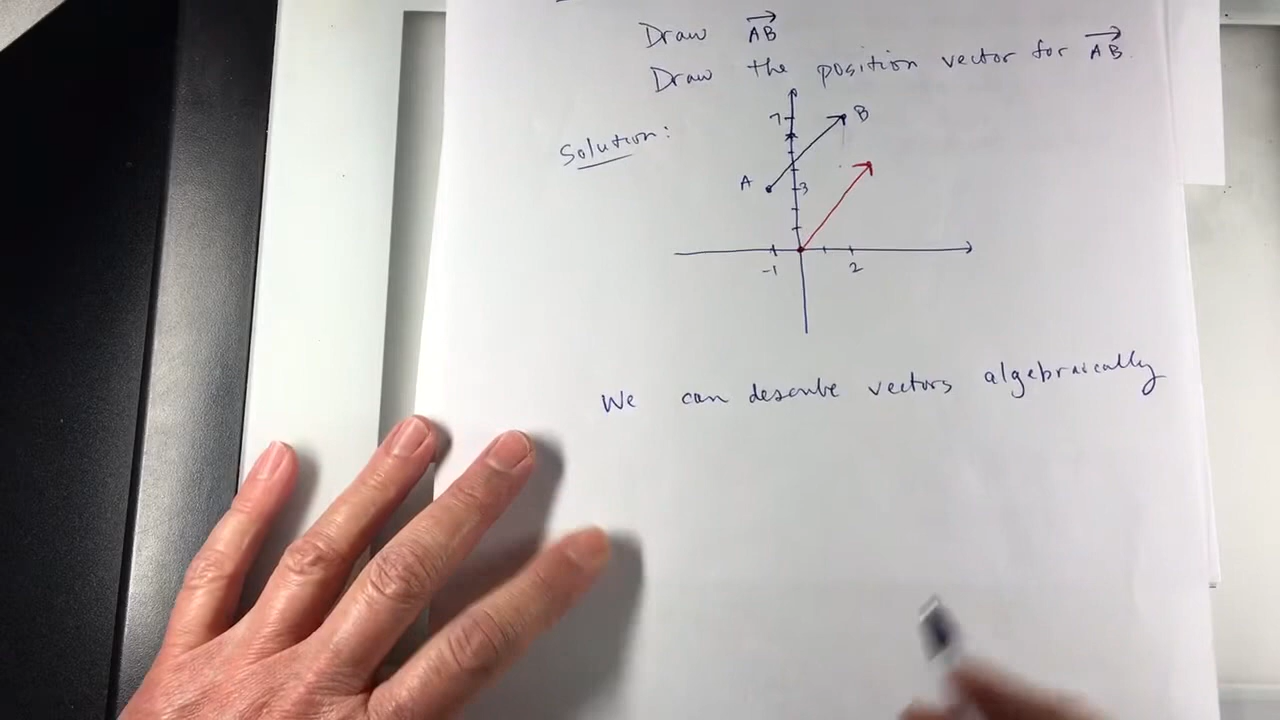 Draw AB
Draw the position vector for AB.
Solution:
7
B
A
3
-1
2
We can describe vectors algebraically